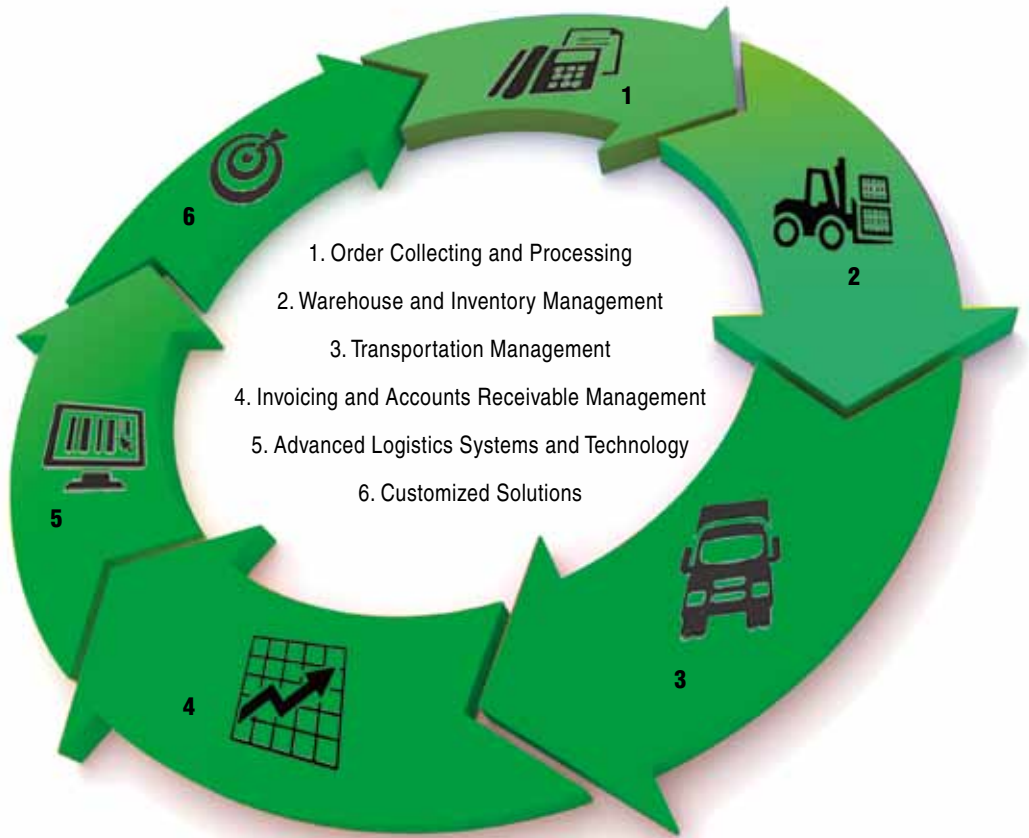 1
2
6
1. Order Collecting and Processing
2. Warehouse and Inventory Management
3. Transportation Management
4. Invoicing and Accounts Receivable Management
5. Advanced Logistics Systems and Technology
6. Customized Solutions
5
3
4